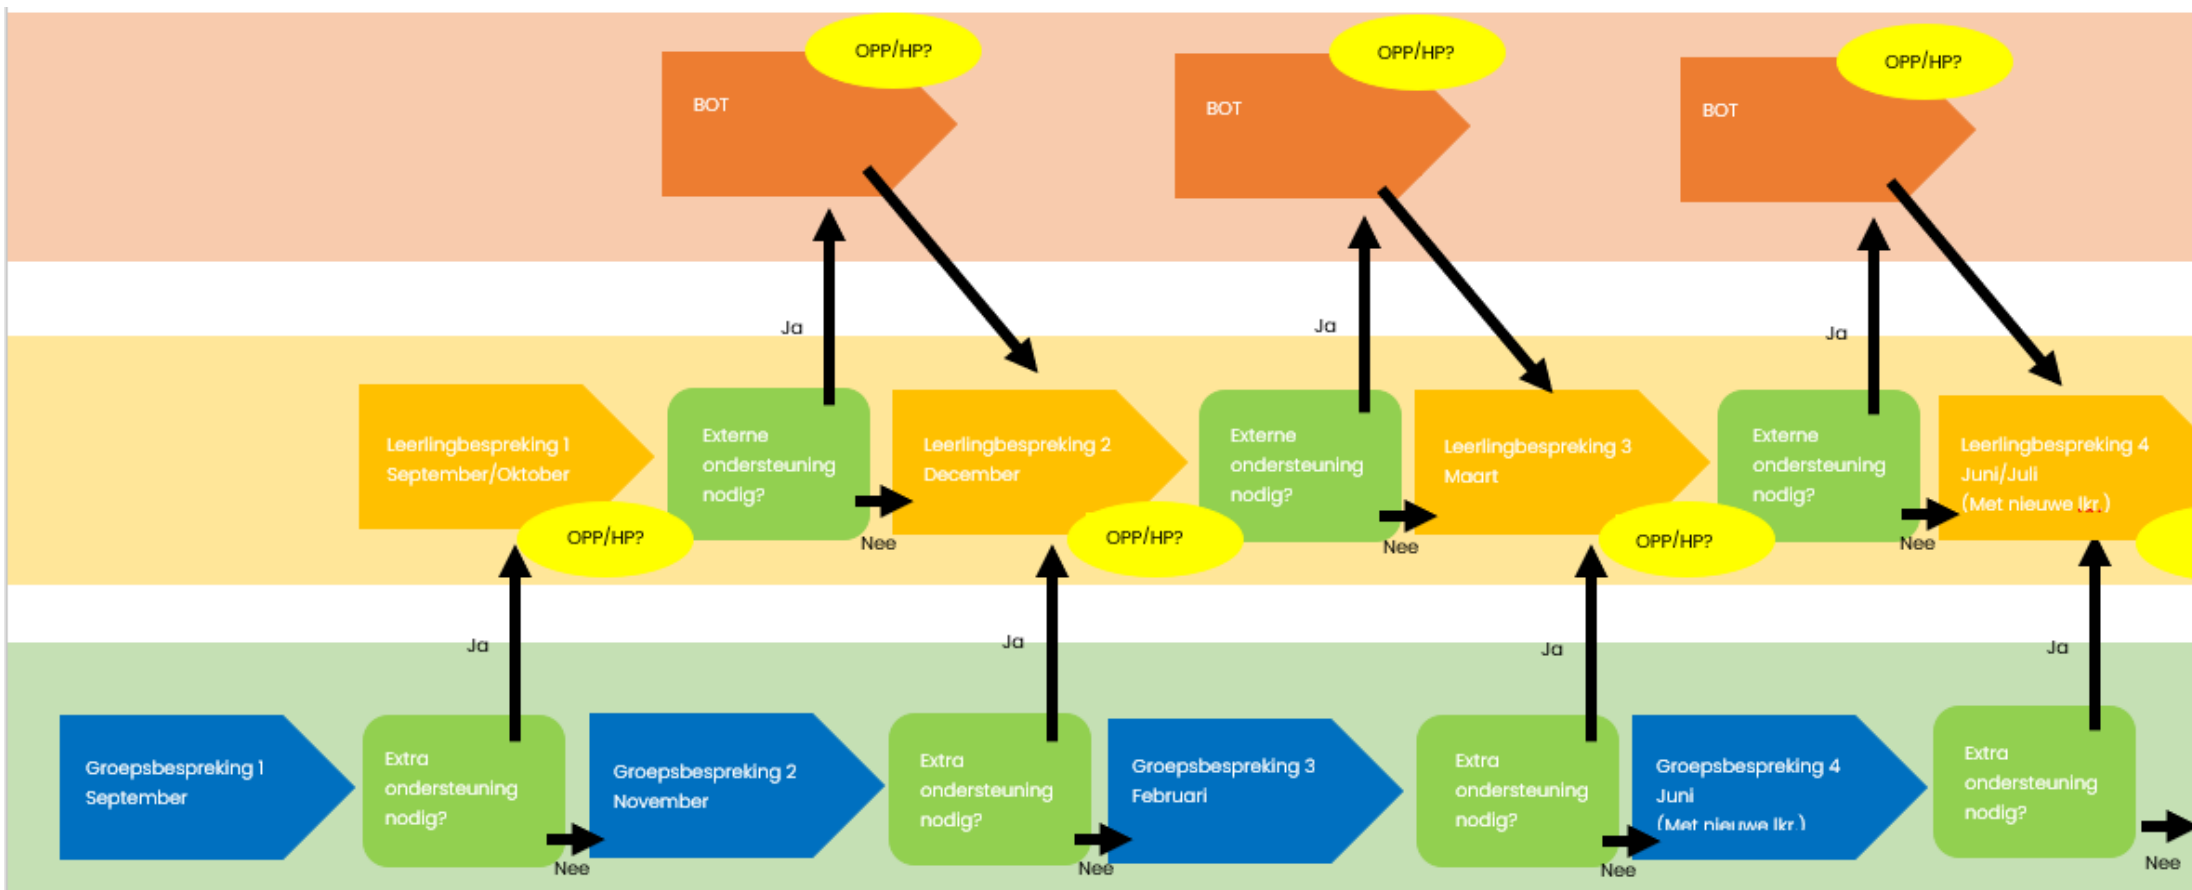 OPP/HP?
BOT
OPP/HP?
BOT
OPP/HP?
BOT
Ja
Ja
Ja
Leerlingbespreking 1
September/Oktober
OPP/HP?
Externe
ondersteuning
nodig?
Nee
Leerlingbespreking 2
December
OPP/HP?
Externe
ondersteuning
nodig?
Nee
Leerlingbespreking 3
Maart
OPP/HP?
Externe
ondersteuning
nodig?
Nee
Leerlingbespreking 4
Juni/Juli
(Met nieuwe lkr.)
Ja
Ja
Ja
Ja
Groepsbespreking 1
September
Extra
ondersteuning
nodig?
Nee
Groepsbespreking 2
November
Extra
ondersteuning
nodig?
Nee
Groepsbespreking 3
Februari
Extra
ondersteuning
nodig?
Nee
Groepsbespreking 4
Juni
(Met nieuwe lkr.)
Extra
ondersteuning
nodig?
Nee